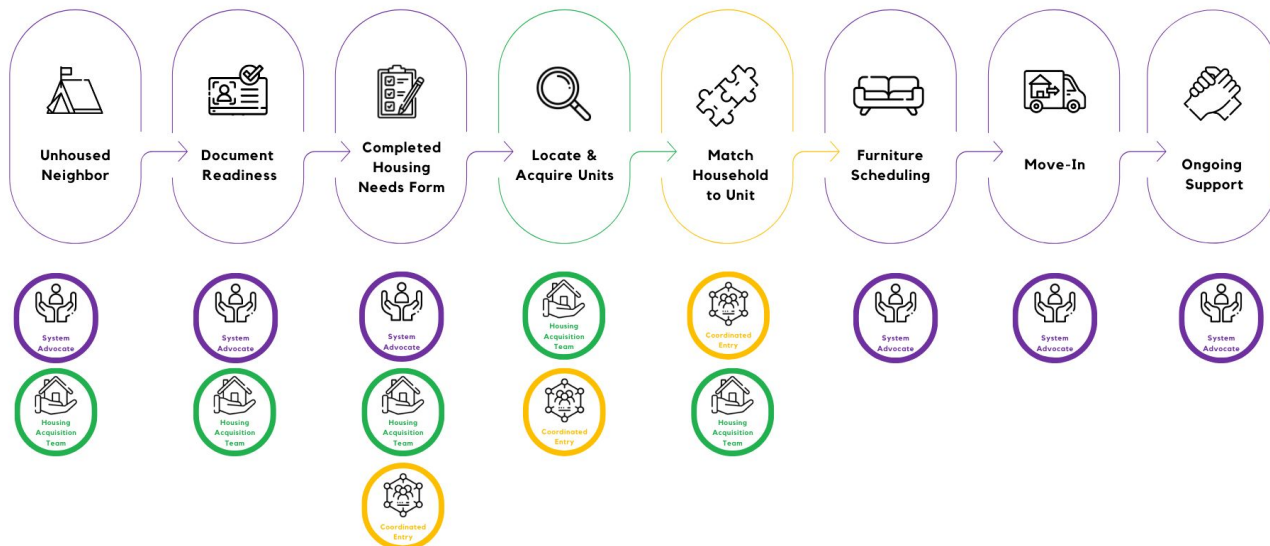 Unhoused
Neighbor
Document
Readiness
Completed
Housing
Needs Form
Locate &
Acquire Units
Match
Household
to Unit
Furniture
Scheduling
Move-In
Ongoing
Support
System
Advocate
System
Advocate
System
Advocate
Housing
Acquisition
Team
Coordinated
Entry
System
Advocate
System
Advocate
System
Advocate
Housing
Acquisition
Team
Housing
Acquisition
Team
Housing
Acquisition
Team
Coordinated
Entry
Housing
Acquisition
Team
Coordinated
Entry